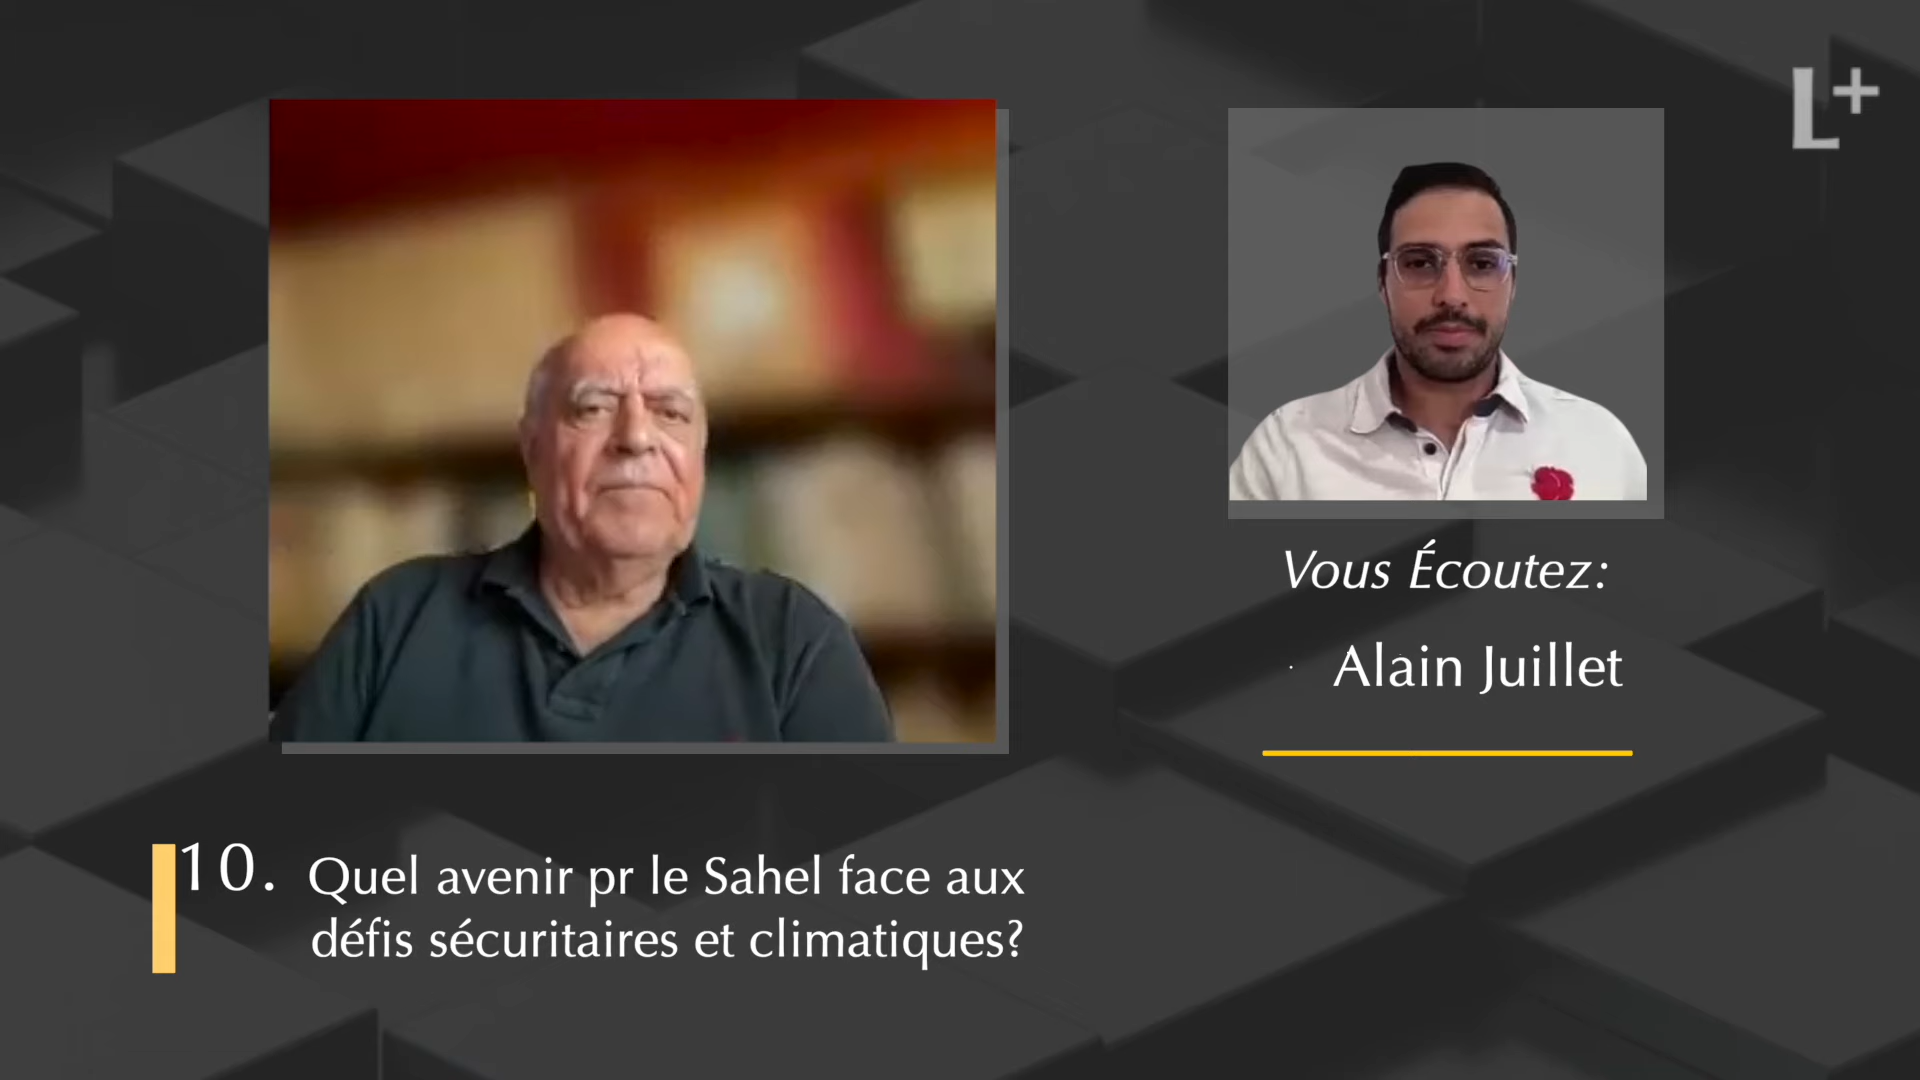 L+
Vous Écoutez:
Alain Juillet
10. Quel avenir pr le Sahel face aux
défis sécuritaires et climatiques?